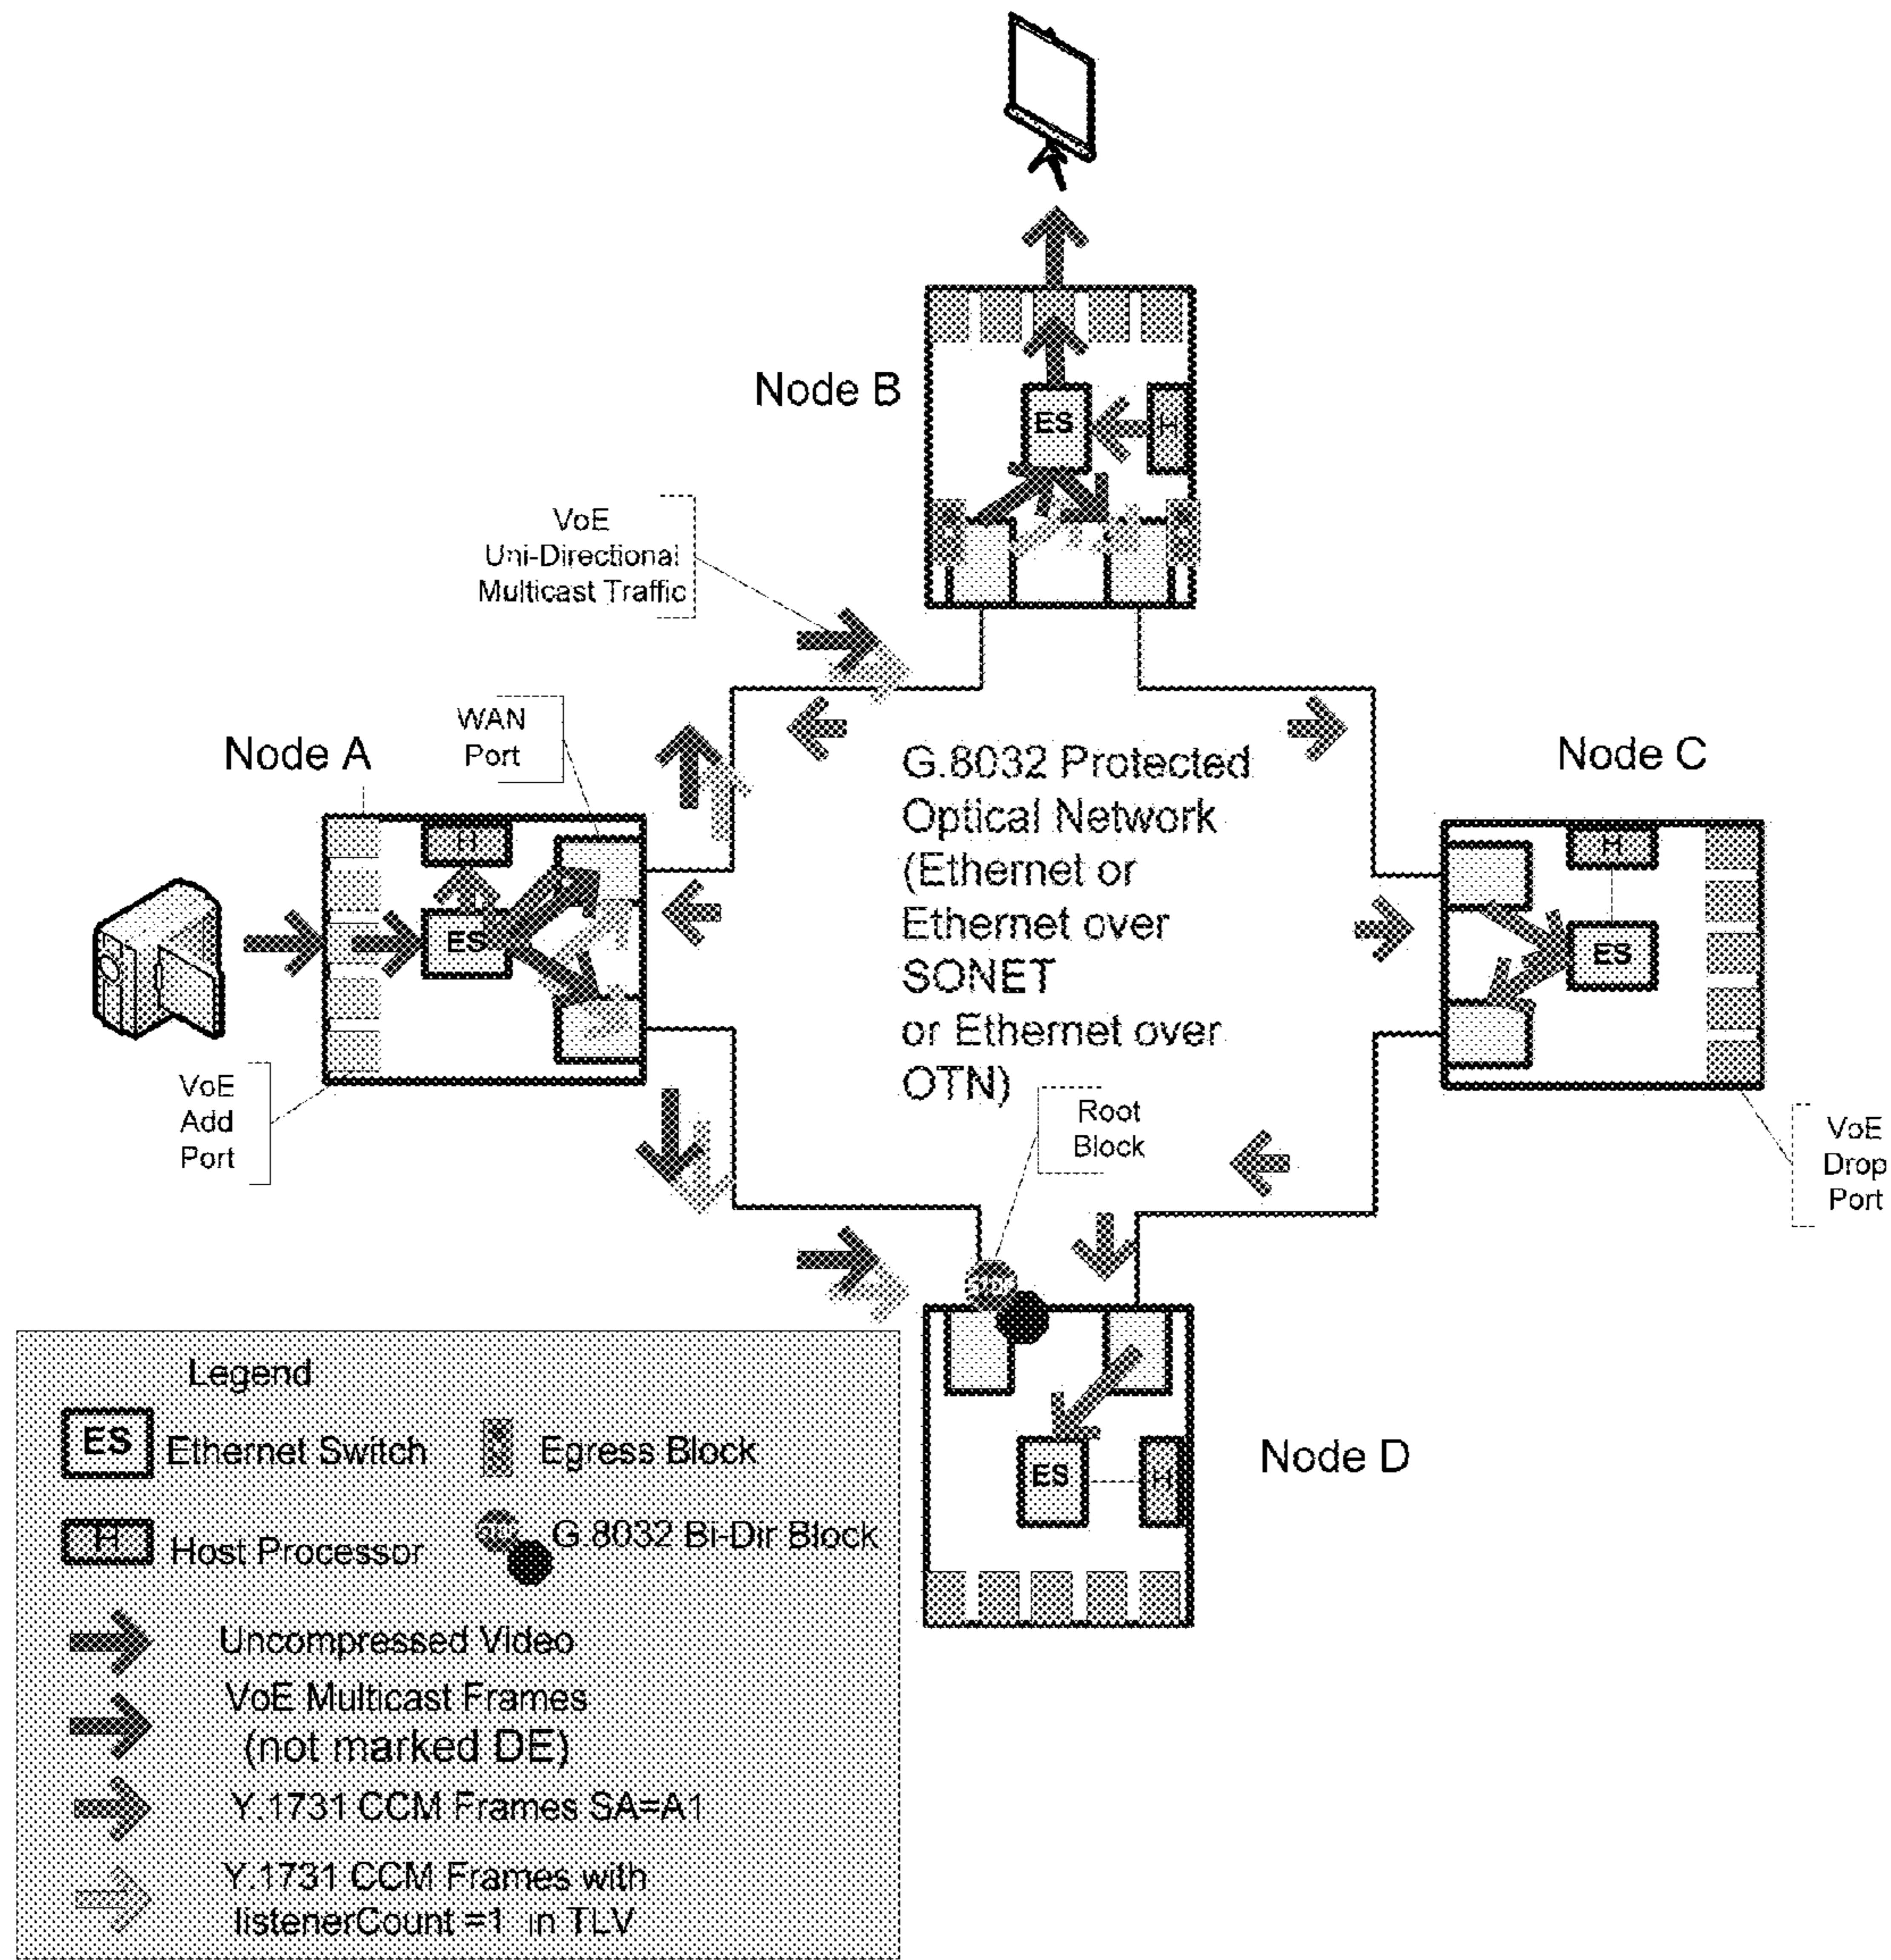 Node B
ES
H
VoE
Uni-Directional
Multicast Traffic
WAN
Port
Node A
H
ES
VoE
Add
Port
G.8032 Protected
Optical Network
(Ethernet or
Ethernet over
SONET
or Ethernet over
OTN)
Node C
H
ES
VoE
Drop
Port
Root
Block
Node D
ES
H
Legend
ES Ethernet Switch
Egress Block
H Host Processor
G.8032 Bi-Dir Block
Uncompressed Video
VoE Multicast Frames
(not marked DE)
Y.1731 CCM Frames SA=A1
Y.1731 CCM Frames with
listenerCount =1 in TLV